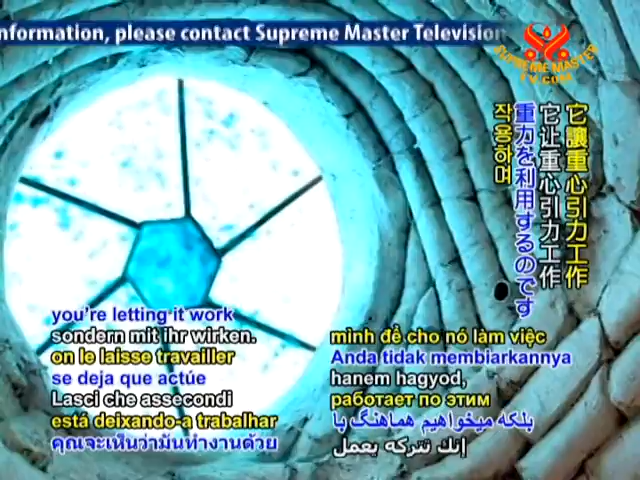 nformation, please contact Supreme Master Television
SUPREME MASTER
TV.COM
它讓重心引力工作
它让重心引力工作
重力を利用するのです
작용하며
you're letting it work
sondern mit ihr wirken.
on le laisse travailler
se deja que actúe
Lasci che assecondi
está deixando-a trabalhar
คุณจะเห็นว่ามันทำงานด้วย
mình để cho nó làm việc
Anda tidak membiarkannya
hanem hagyod,
работает по этим
بلکه میخواهیم هماهنگ با
إنك تتركه يعمل